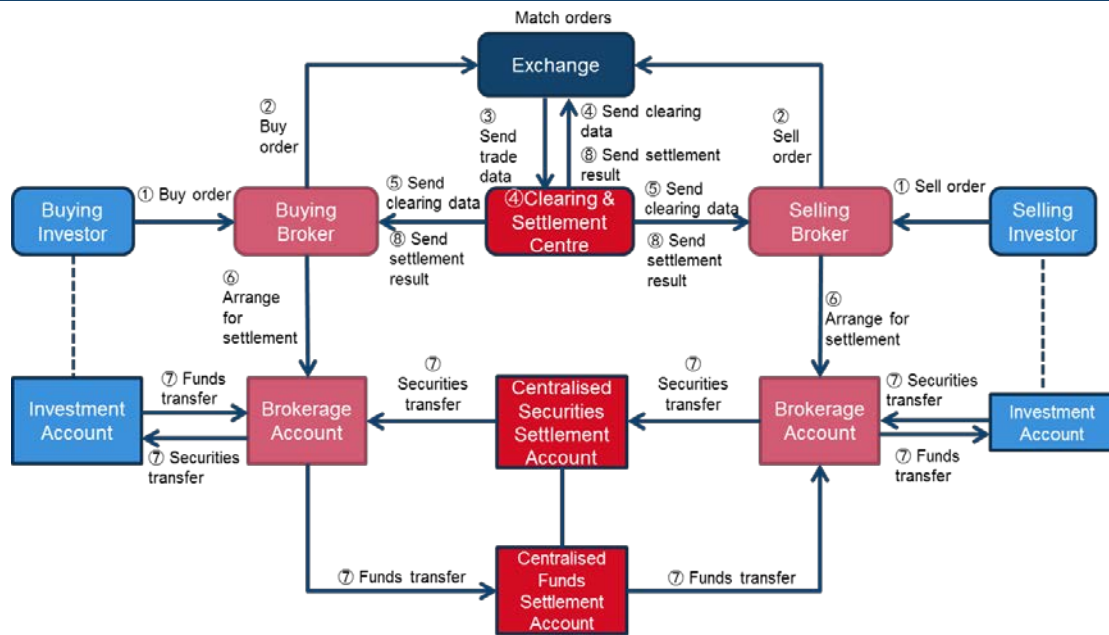 Match orders
Exchange
②
Buy
order
③
Send
trade
data
④ Send clearing
data
⑧ Send settlement
result
②
Sell
order
Buying
Investor
① Buy order
Buying
Broker
⑤ Send
clearing data
⑧ Send
settlement
result
④Clearing &
Settlement
Centre
⑤ Send
clearing data
⑧ Send
settlement
result
Selling
Broker
① Sell order
Selling
Investor
⑥
Arrange
for
settlement
⑥
Arrange for
settlement
Investment
Account
⑦ Funds
transfer
⑦ Securities
transfer
Brokerage
Account
⑦
Securities
transfer
Centralised
Securities
Settlement
Account
⑦
Securities
transfer
Brokerage
Account
⑦ Securities
transfer
⑦ Funds
transfer
Investment
Account
⑦ Funds transfer
Centralised
Funds
Settlement
Account
⑦ Funds transfer